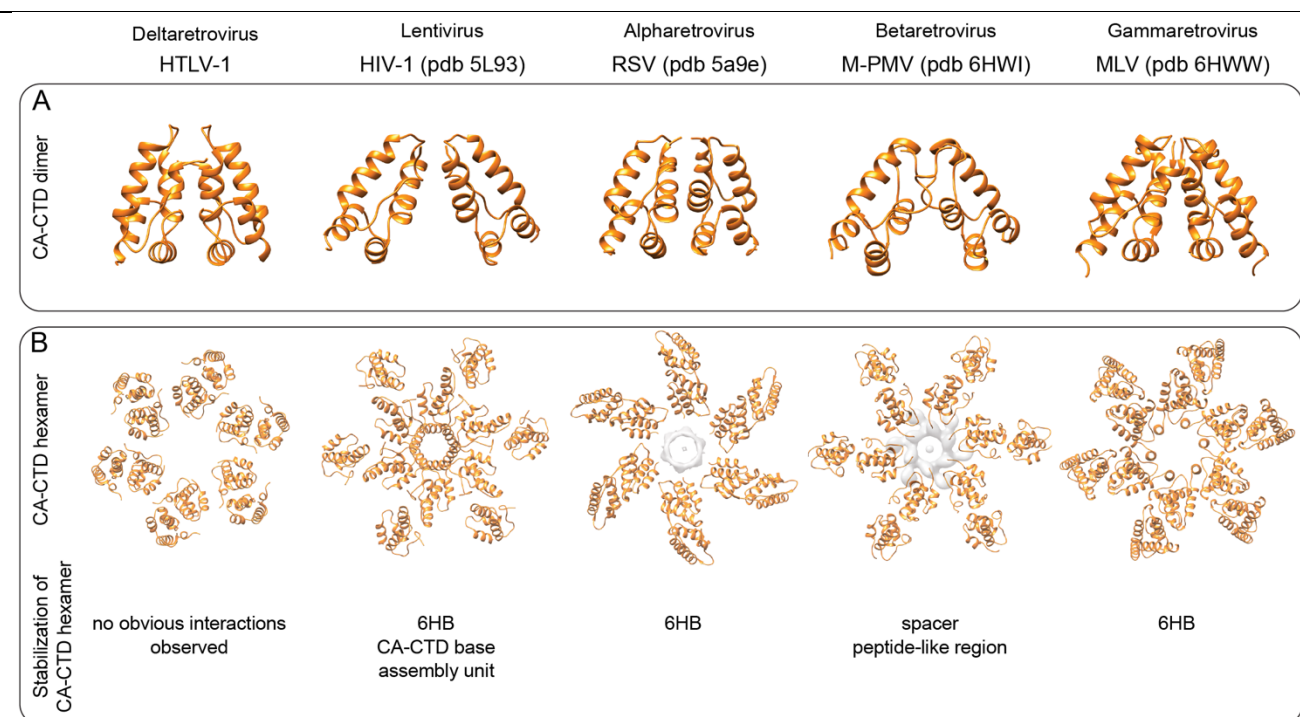 Deltaretrovirus
HTLV-1
Lentivirus
HIV-1 (pdb 5L93)
Alpharetrovirus
RSV (pdb 5a9e)
Betaretrovirus
M-PMV (pdb 6HWI)
Gammaretrovirus
MLV (pdb 6HWW)
A
CA-CTD dimer
B
CA-CTD hexamer
Stabilization of
CA-CTD hexamer
no obvious interactions
observed
6HB
CA-CTD base
assembly unit
6HB
spacer
peptide-like region
6HB